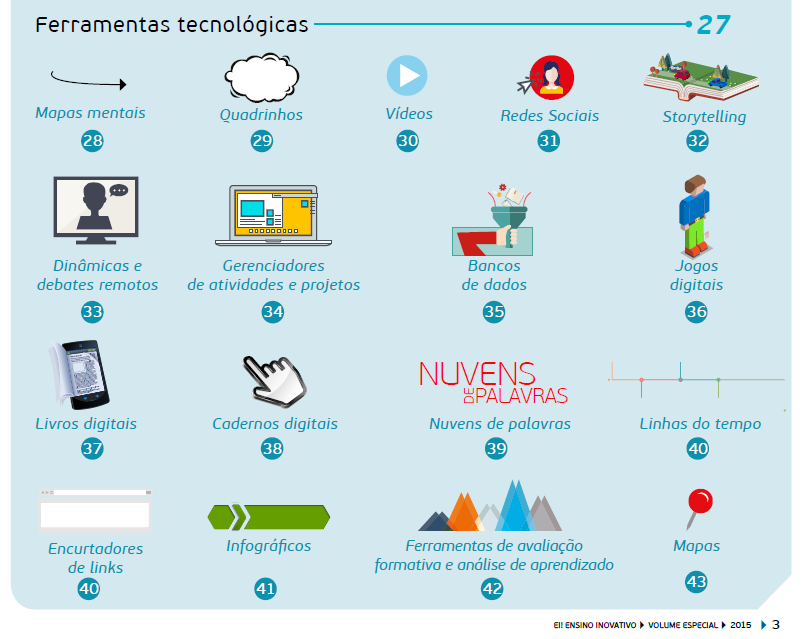 Ferramentas tecnológicas 27
Mapas mentais
28
Quadrinhos
29
Vídeos
30
Redes Sociais
31
Storytelling
32
Dinâmicas e
debates remotos
33
Gerenciadores
de atividades e projetos
34
Bancos
de dados
35
Jogos
digitais
36
Livros digitais
37
Cadernos digitais
38
NUVENS
DE PALAVRAS
Nuvens de palavras
39
Linhas do tempo
40
Encurtadores
de links
40
Infográficos
41
Ferramentas de avaliação
formativa e análise de aprendizado
42
Mapas
43
EI! ENSINO INOVATIVO VOLUME ESPECIAL 2015 3